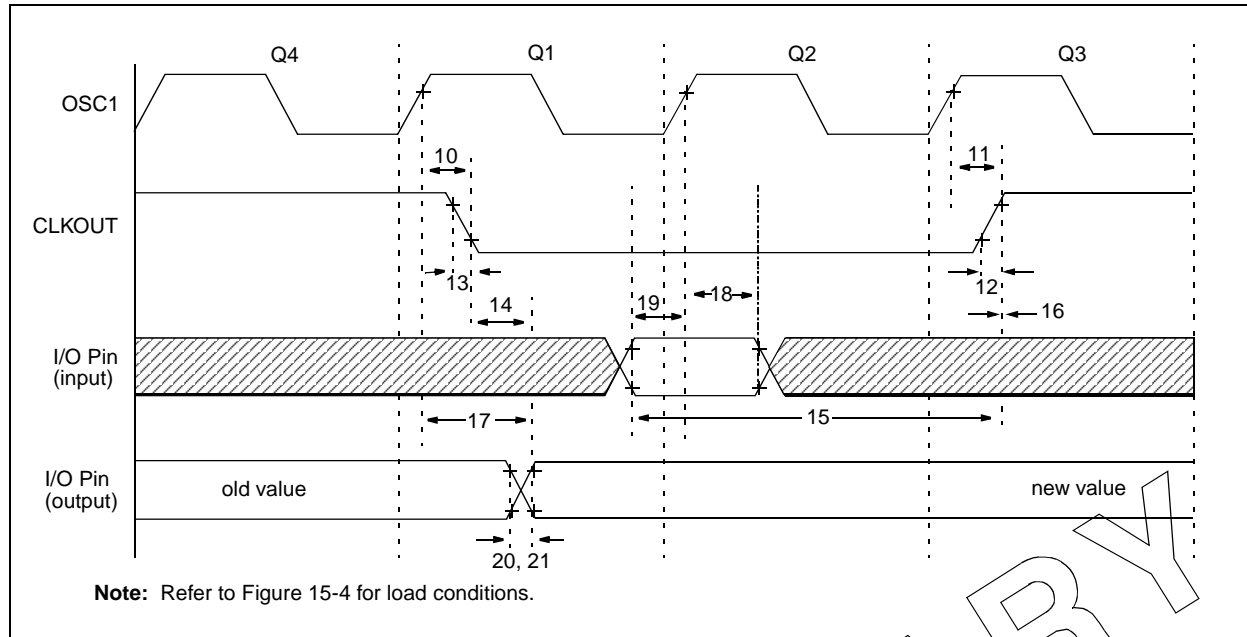 Q4 Q1 Q2 Q3
OSC1
10 11
CLKOUT
13 12
14 19 18 16
I/O Pin
(input)
17 15
I/O Pin
(output)
old value new value
20, 21
Note: Refer to Figure 15-4 for load conditions.
R Y